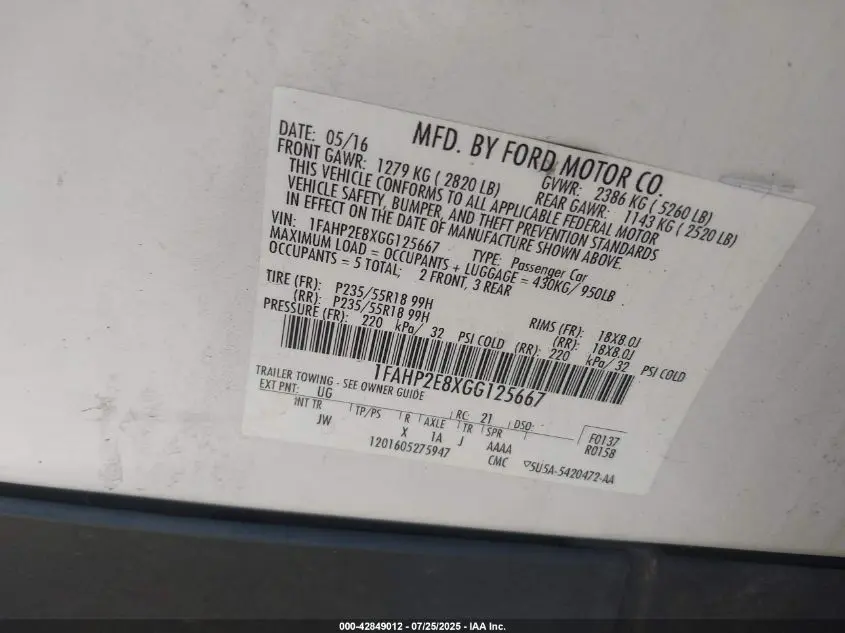 DATE: 05/16 MFD. BY FORD MOTOR CO.
FRONT GAWR: 1279 KG ( 2820 LB) GVWR: 2386 KG ( 5260 LB)
REAR GAWR: 1143 KG ( 2520 LB)
THIS VEHICLE CONFORMS TO ALL APPLICABLE FEDERAL MOTOR
VEHICLE SAFETY, BUMPER, AND THEFT PREVENTION STANDARDS
IN EFFECT ON THE DATE OF MANUFACTURE SHOWN ABOVE.
VIN: 1FAHP2E8XGG125667 TYPE: Passenger Car
MAXIMUM LOAD = OCCUPANTS + LUGGAGE = 430KG/ 950LB
OCCUPANTS = 5 TOTAL; 2 FRONT, 3 REAR
TIRE (FR): P235/55R18 99H RIMS (FR): 18X8.0J
(RR): P235/55R18 99H (RR): 18X8.0J
PRESSURE (FR): 220 kPa/ 32 PSI COLD (RR): 220 kPa/ 32 PSI COLD
1FAHP2E8XGG125667
TRAILER TOWING - SEE OWNER GUIDE
EXT PNT: UG RC: 21 DSO:
INT TR TP/PS R AXLE TR SPR F0137
JW X 1A J AAAA R0158
1201605275947 CMC 5U5A-5420472-AA
000-42849012 - 07/25/2025 - IAA Inc.